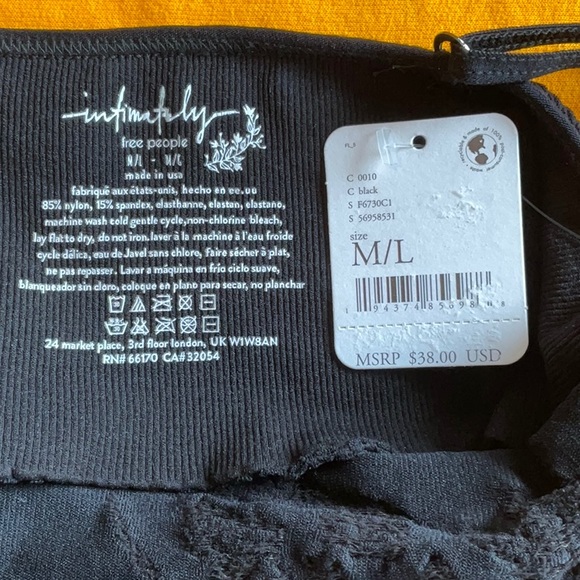 intimately
free people
M/L - M/L
made in usa
fabriqué aux états-unis, hecho en ee.uu
85% nylon, 15% spandex, elasthanne, elastan, elastano,
machine wash cold gentle cycle,non-chlorine bleach,
lay flat to dry, do not iron.laver à la machine à l'eau froide
cycle délica, eau de Javel sans chloro, faire sécher à plat,
ne pas repasser. Lavar a máquina en frío ciclo suave,
blanqueador sin cloro, coloque en plano para secar, no planchar
24 market place, 3rd floor london, UK W1W8AN
RN# 66170 CA#32054
C 0010
C black
S F6730C1
S 56958531
size
M/L
MSRP $38.00 USD